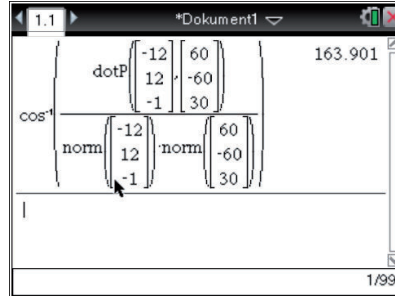 1.1 *Dokument1
cos⁻¹( dotP([-12 12 -1],[60 -60 30]) / norm([-12 12 -1])·norm([60 -60 30]) ) 163.901
1/99